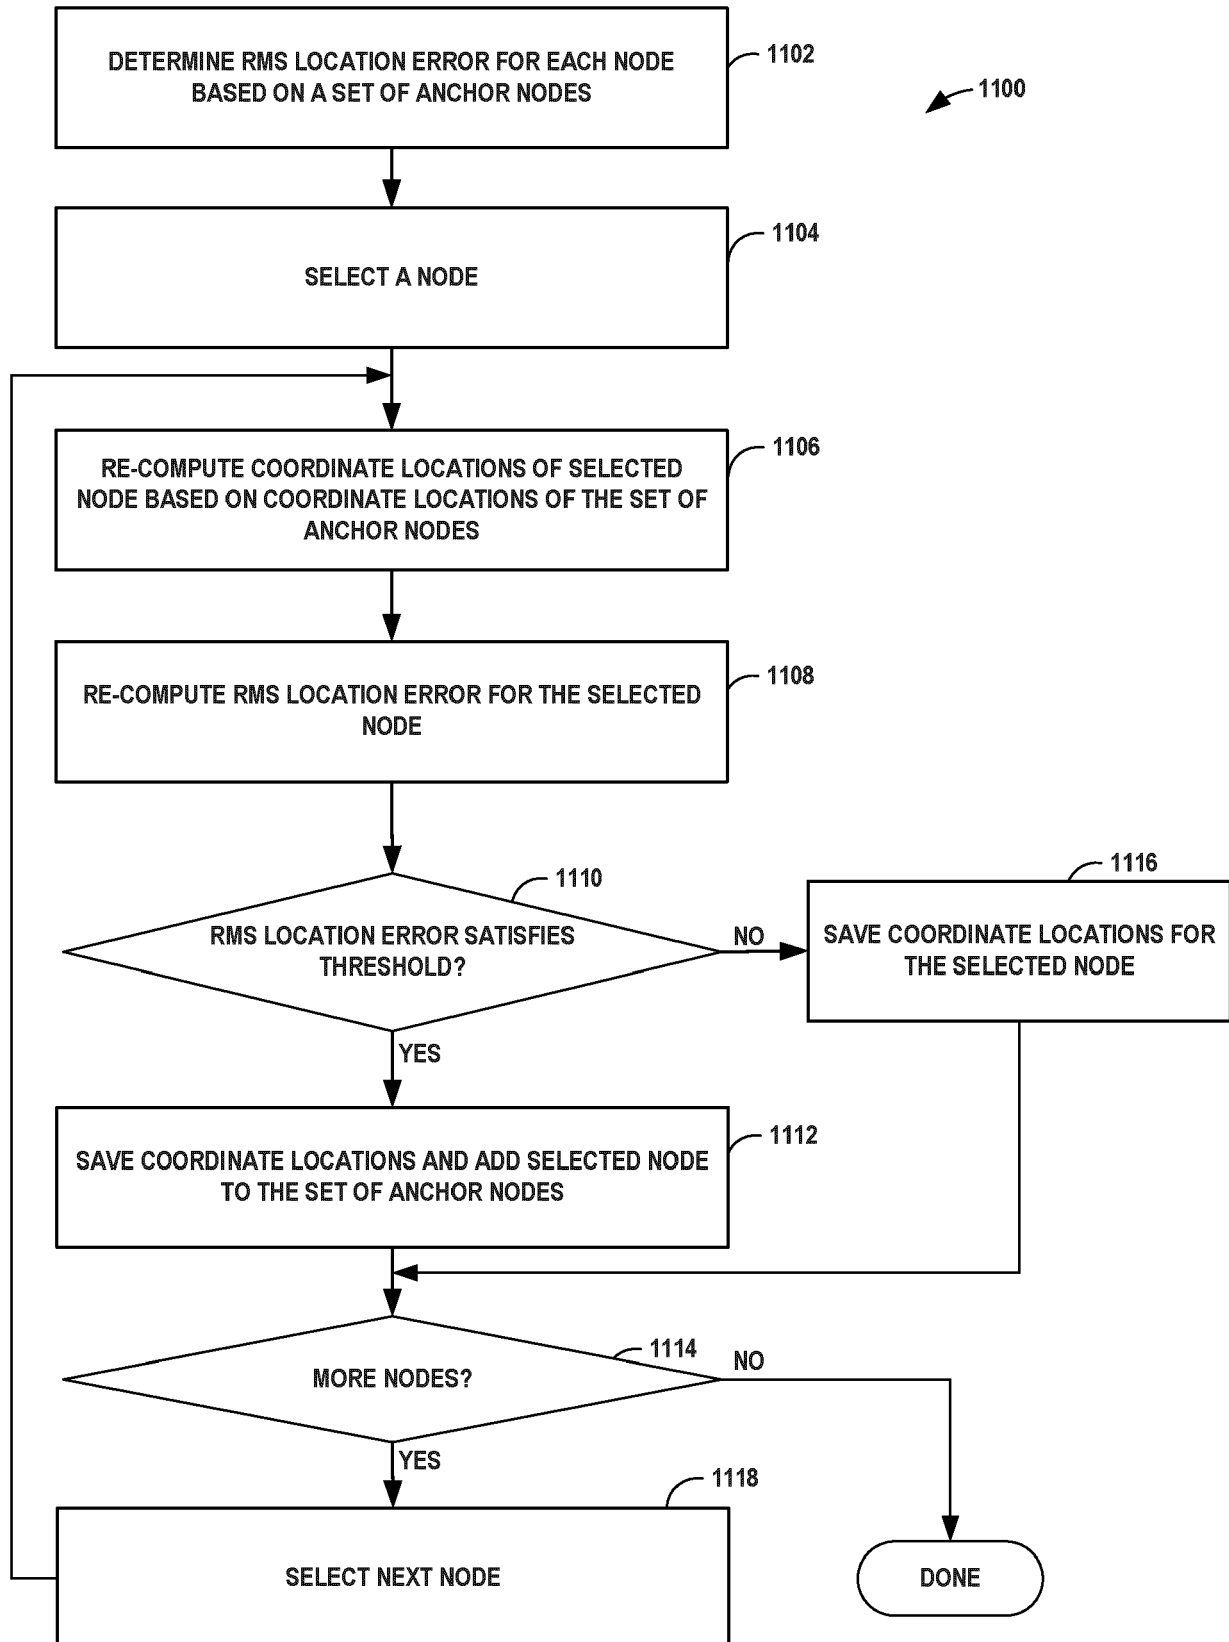 DETERMINE RMS LOCATION ERROR FOR EACH NODE
BASED ON A SET OF ANCHOR NODES
1102
1100
SELECT A NODE
1104
RE-COMPUTE COORDINATE LOCATIONS OF SELECTED
NODE BASED ON COORDINATE LOCATIONS OF THE SET OF
ANCHOR NODES
1106
RE-COMPUTE RMS LOCATION ERROR FOR THE SELECTED
NODE
1108
RMS LOCATION ERROR SATISFIES
THRESHOLD?
1110
NO
SAVE COORDINATE LOCATIONS FOR
THE SELECTED NODE
1116
YES
SAVE COORDINATE LOCATIONS AND ADD SELECTED NODE
TO THE SET OF ANCHOR NODES
1112
MORE NODES?
1114
NO
YES
SELECT NEXT NODE
1118
DONE